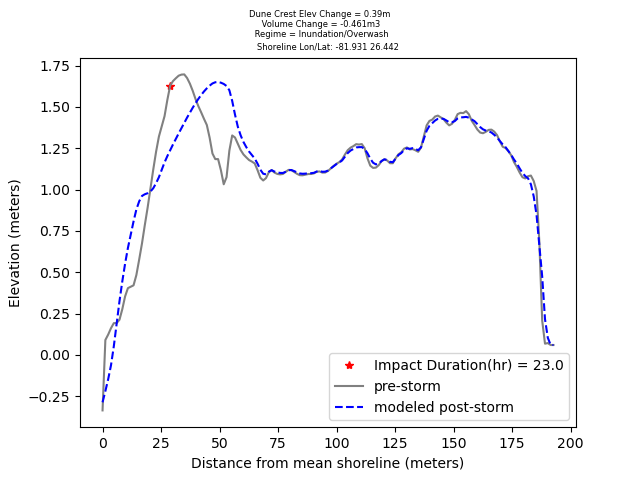 Dune Crest Elev Change = 0.39m
Volume Change = -0.461m3
Regime = Inundation/Overwash
Shoreline Lon/Lat: -81.931 26.442
1.75
1.50
1.25
1.00
0.75
0.50
0.25
0.00
−0.25
Elevation (meters)
Impact Duration(hr) = 23.0
pre-storm
modeled post-storm
0 25 50 75 100 125 150 175 200
Distance from mean shoreline (meters)